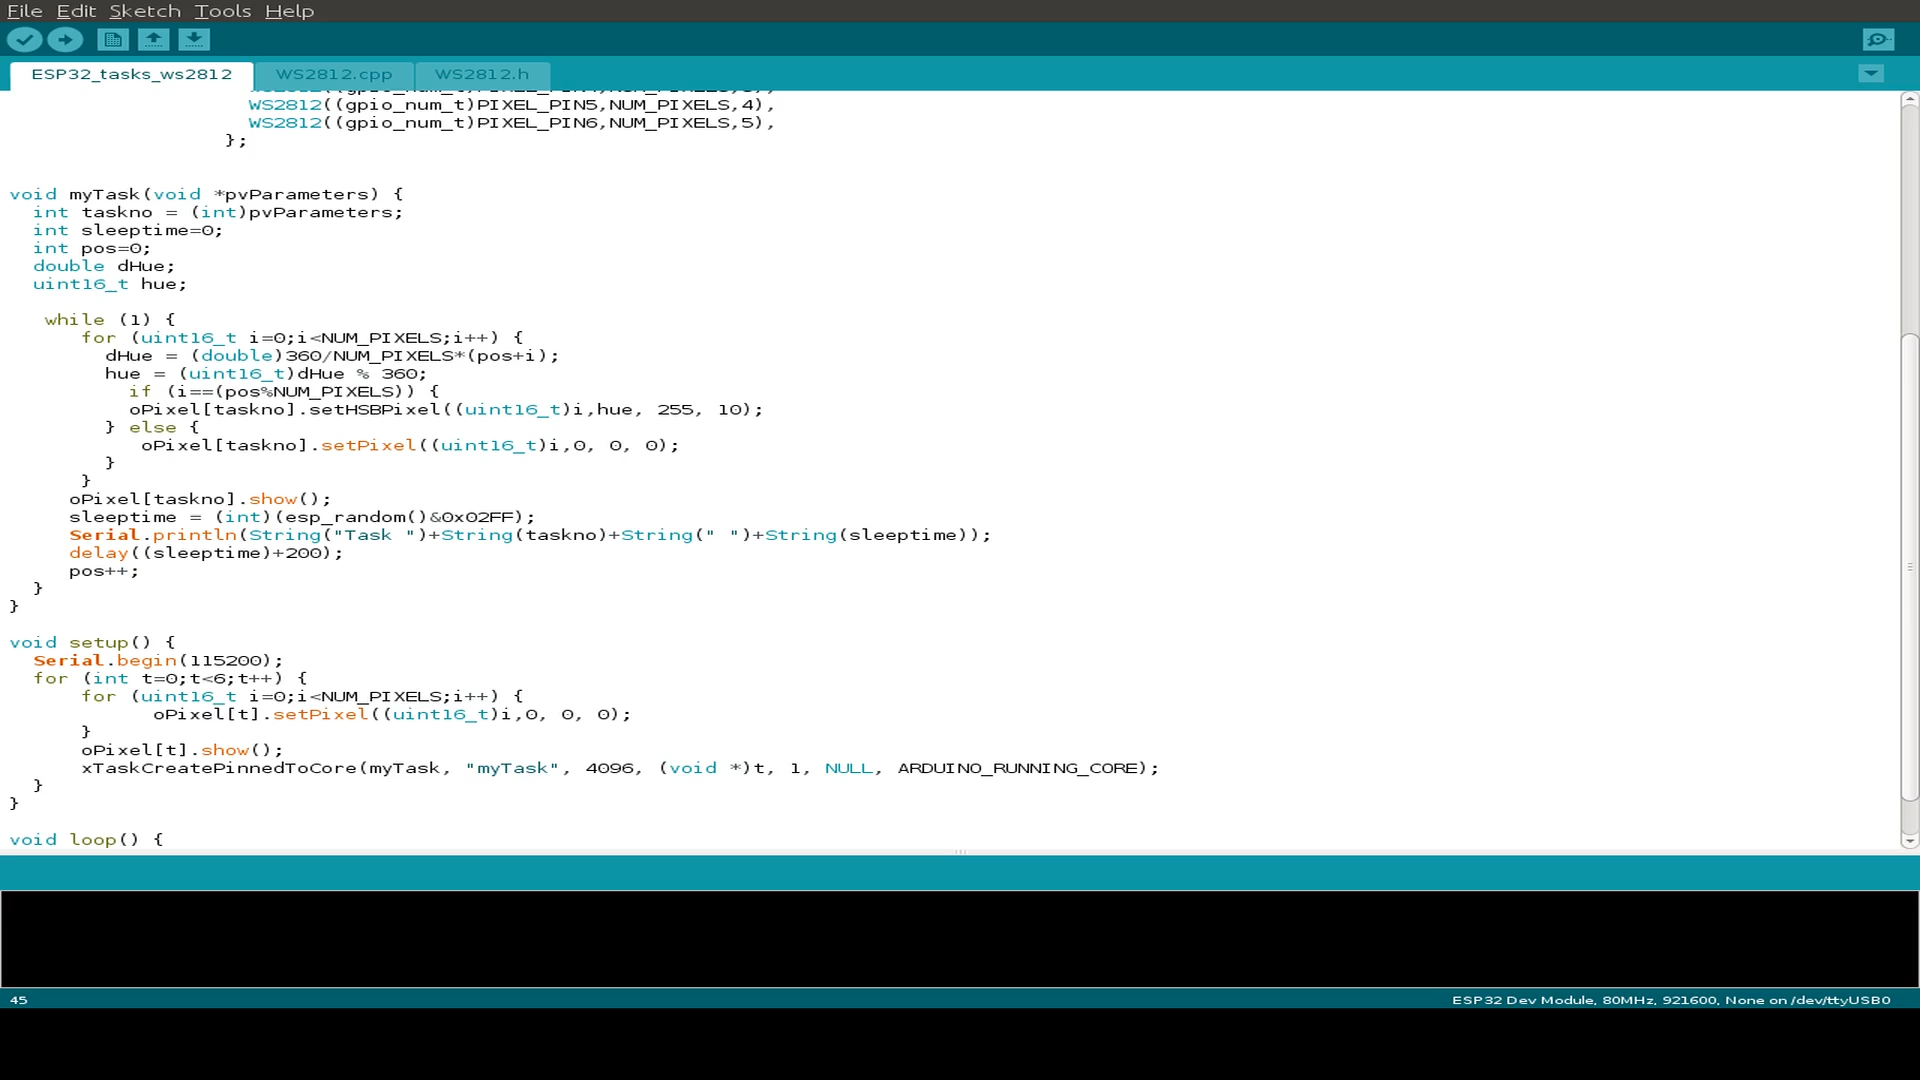 File Edit Sketch Tools Help
ESP32_tasks_ws2812 WS2812.cpp WS2812.h
WS2812((gpio_num_t)PIXEL_PIN5,NUM_PIXELS,4),
WS2812((gpio_num_t)PIXEL_PIN6,NUM_PIXELS,5),
};
void myTask(void *pvParameters) {
int taskno = (int)pvParameters;
int sleeptime=0;
int pos=0;
double dHue;
uint16_t hue;
while (1) {
for (uint16_t i=0;i<NUM_PIXELS;i++) {
dHue = (double)360/NUM_PIXELS*(pos+i);
hue = (uint16_t)dHue % 360;
if (i==(pos%NUM_PIXELS)) {
oPixel[taskno].setHSBPixel((uint16_t)i,hue, 255, 10);
} else {
oPixel[taskno].setPixel((uint16_t)i,0, 0, 0);
}
}
oPixel[taskno].show();
sleeptime = (int)(esp_random()&0x02FF);
Serial.println(String("Task ")+String(taskno)+String(" ")+String(sleeptime));
delay((sleeptime)+200);
pos++;
}
}
void setup() {
Serial.begin(115200);
for (int t=0;t<6;t++) {
for (uint16_t i=0;i<NUM_PIXELS;i++) {
oPixel[t].setPixel((uint16_t)i,0, 0, 0);
}
oPixel[t].show();
xTaskCreatePinnedToCore(myTask, "myTask", 4096, (void *)t, 1, NULL, ARDUINO_RUNNING_CORE);
}
}
void loop() {
45
ESP32 Dev Module, 80MHz, 921600, None on /dev/ttyUSB0